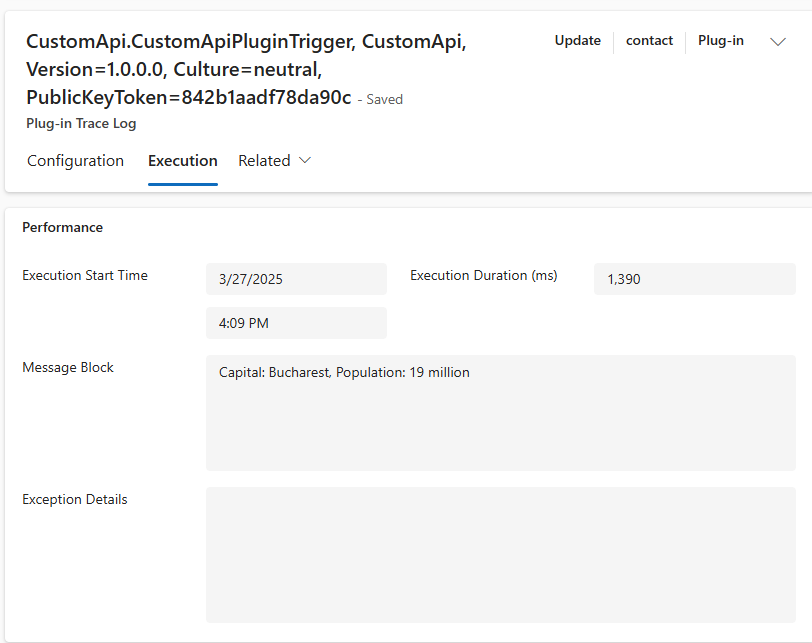 CustomApi.CustomApiPluginTrigger, CustomApi,
Version=1.0.0.0, Culture=neutral,
PublicKeyToken=842b1aadf78da90c - Saved
Plug-in Trace Log
Update contact Plug-in
Configuration Execution Related
Performance
Execution Start Time 3/27/2025 Execution Duration (ms) 1,390
4:09 PM
Message Block Capital: Bucharest, Population: 19 million
Exception Details